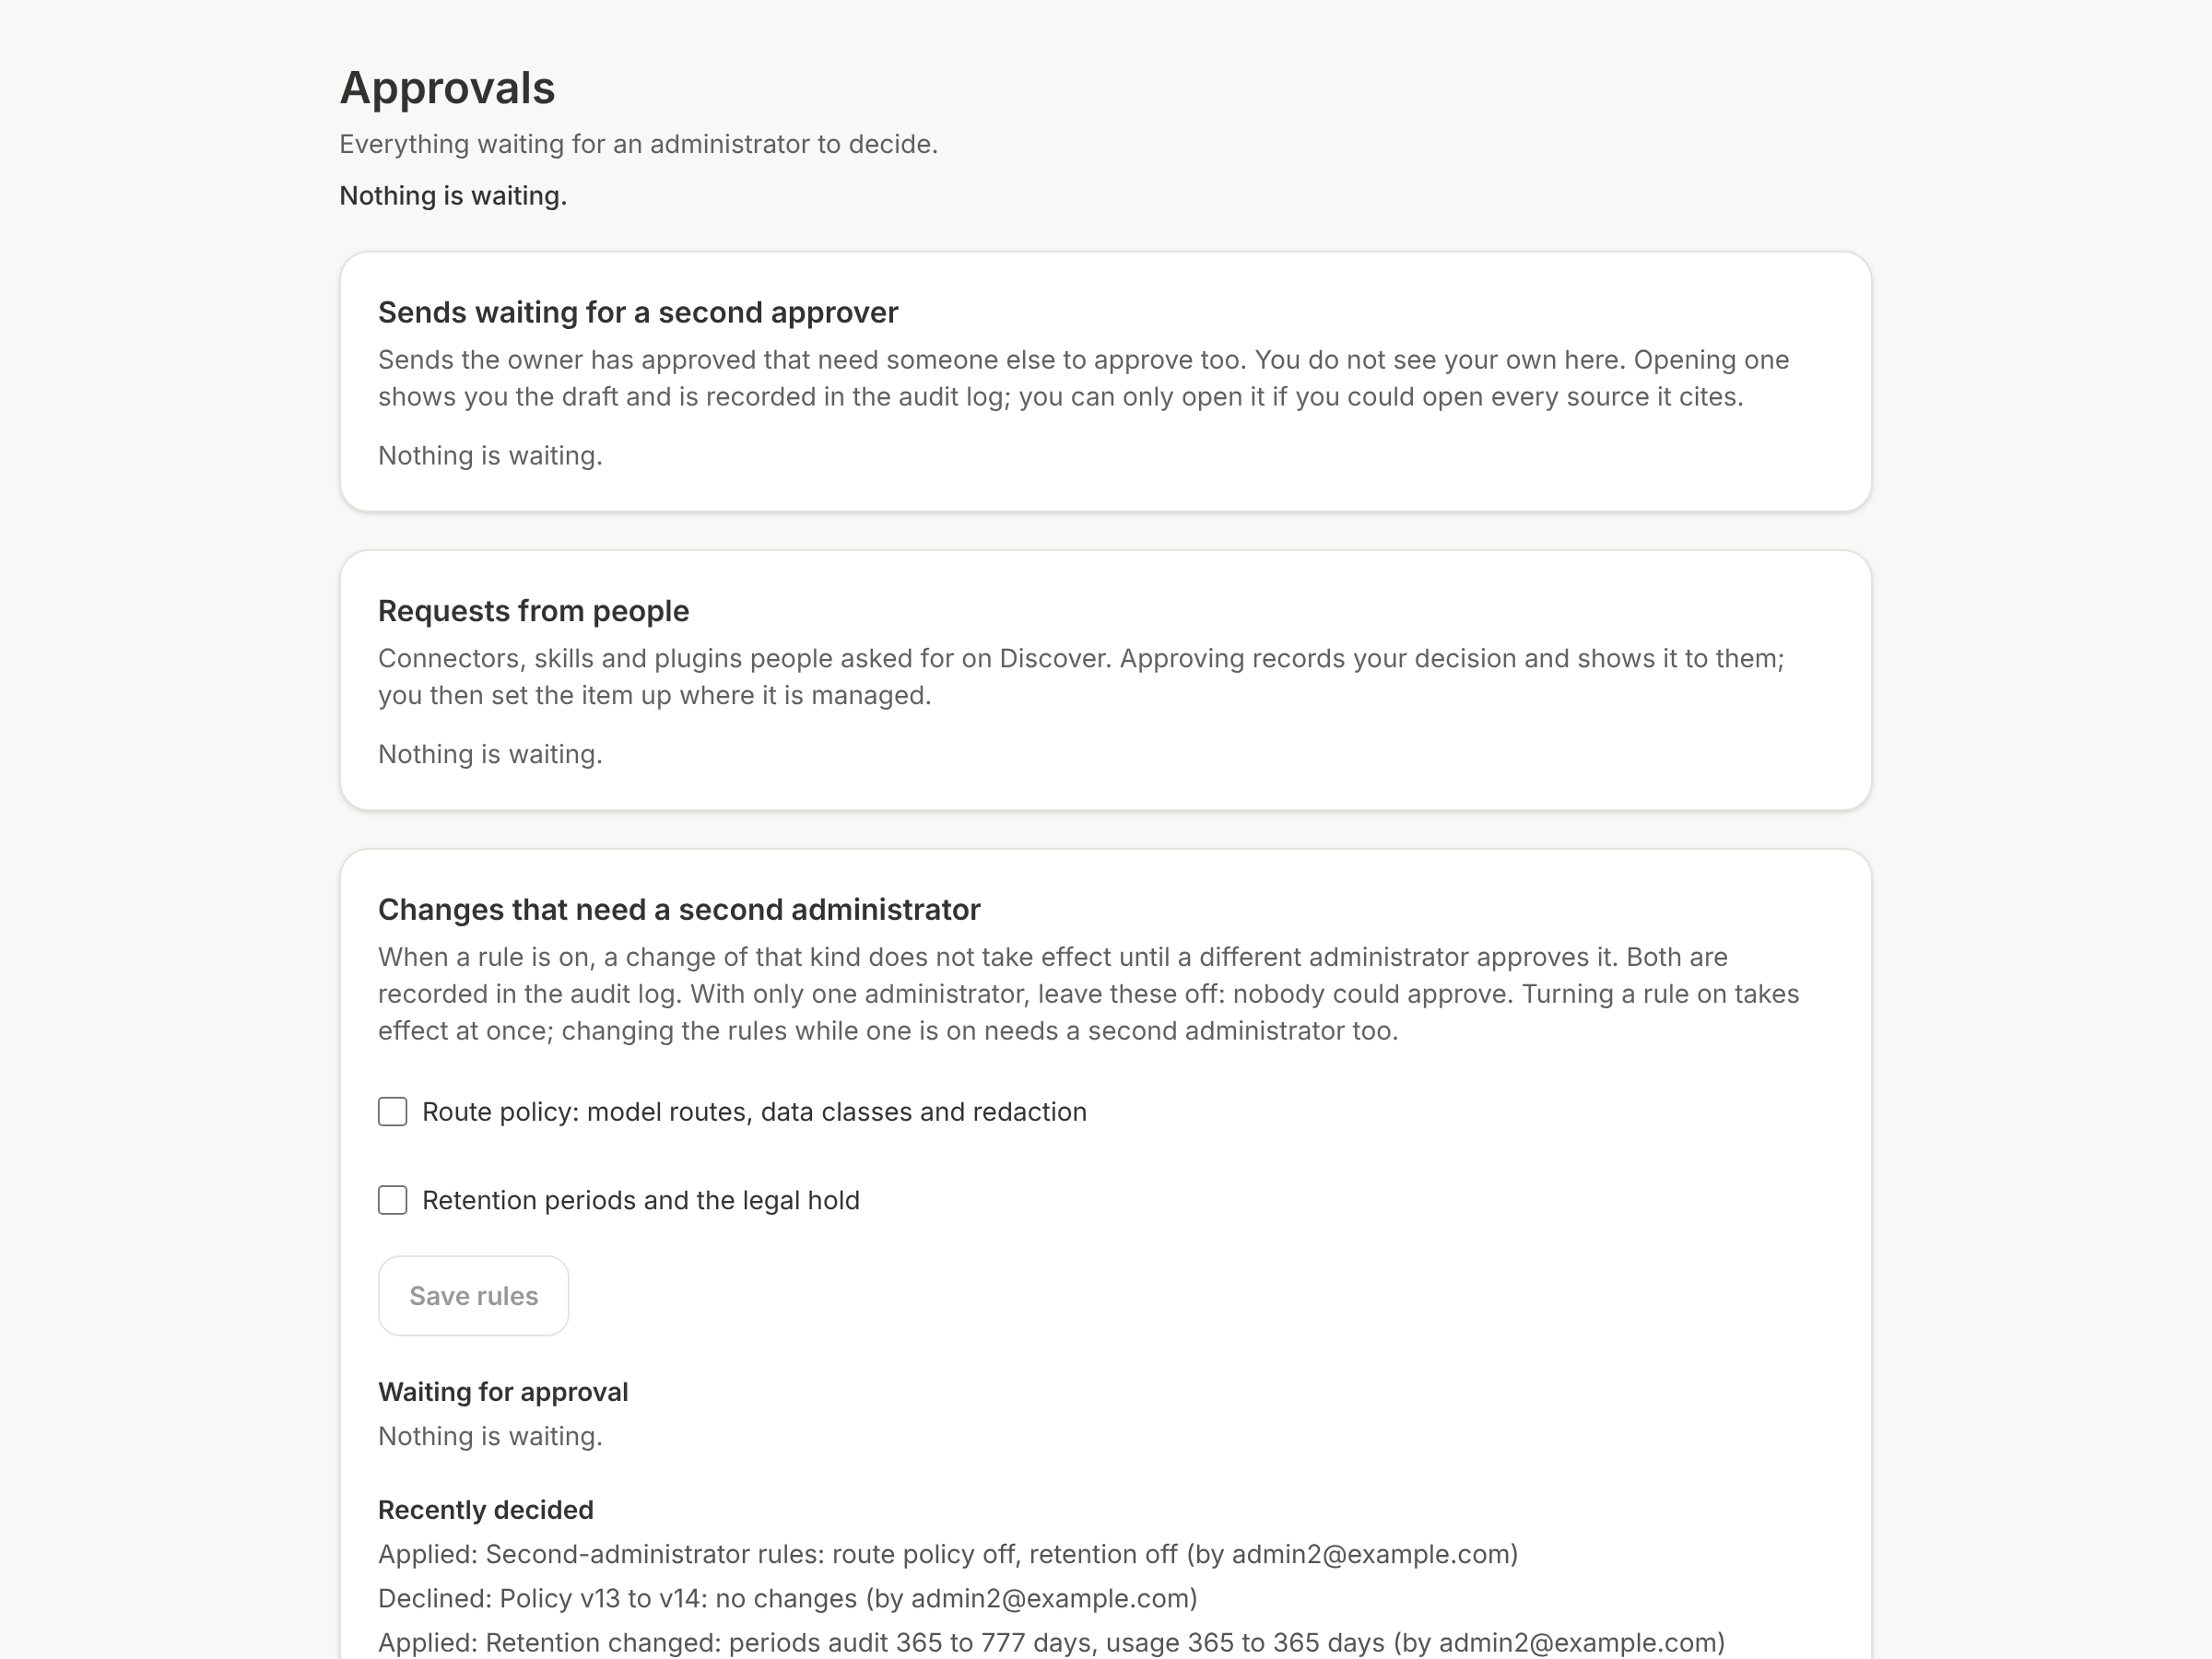 Approvals
Everything waiting for an administrator to decide.
Nothing is waiting.
Sends waiting for a second approver
Sends the owner has approved that need someone else to approve too. You do not see your own here. Opening one
shows you the draft and is recorded in the audit log; you can only open it if you could open every source it cites.
Nothing is waiting.
Requests from people
Connectors, skills and plugins people asked for on Discover. Approving records your decision and shows it to them;
you then set the item up where it is managed.
Nothing is waiting.
Changes that need a second administrator
When a rule is on, a change of that kind does not take effect until a different administrator approves it. Both are
recorded in the audit log. With only one administrator, leave these off: nobody could approve. Turning a rule on takes
effect at once; changing the rules while one is on needs a second administrator too.
Route policy: model routes, data classes and redaction
Retention periods and the legal hold
Save rules
Waiting for approval
Nothing is waiting.
Recently decided
Applied: Second-administrator rules: route policy off, retention off (by admin2@example.com)
Declined: Policy v13 to v14: no changes (by admin2@example.com)
Applied: Retention changed: periods audit 365 to 777 days, usage 365 to 365 days (by admin2@example.com)